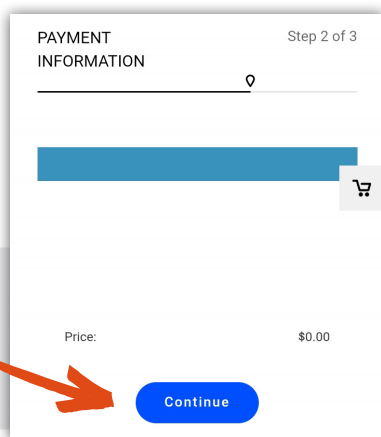 PAYMENT
INFORMATION
Step 2 of 3
Price:
$0.00
Continue